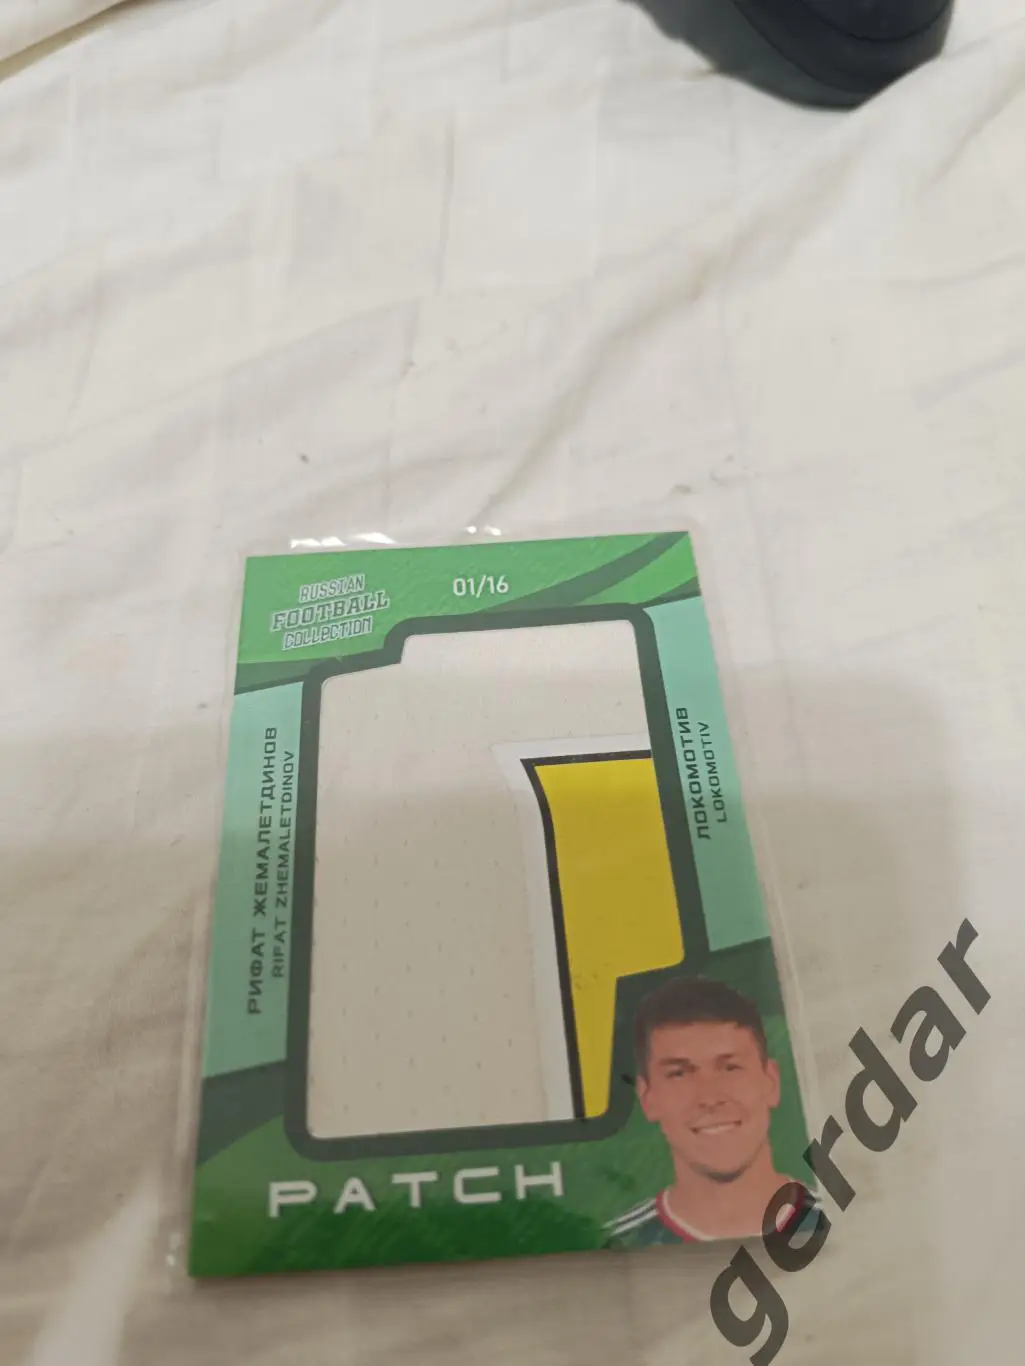 RUSSIAN
FOOTBALL
COLLECTION
01/16
РИФАТ ЖЕМАЛЕТДИНОВ
RIFAT ZHEMALETDINOV
ЛОКОМОТИВ
LOKOMOTIV
PATCH
gerdar